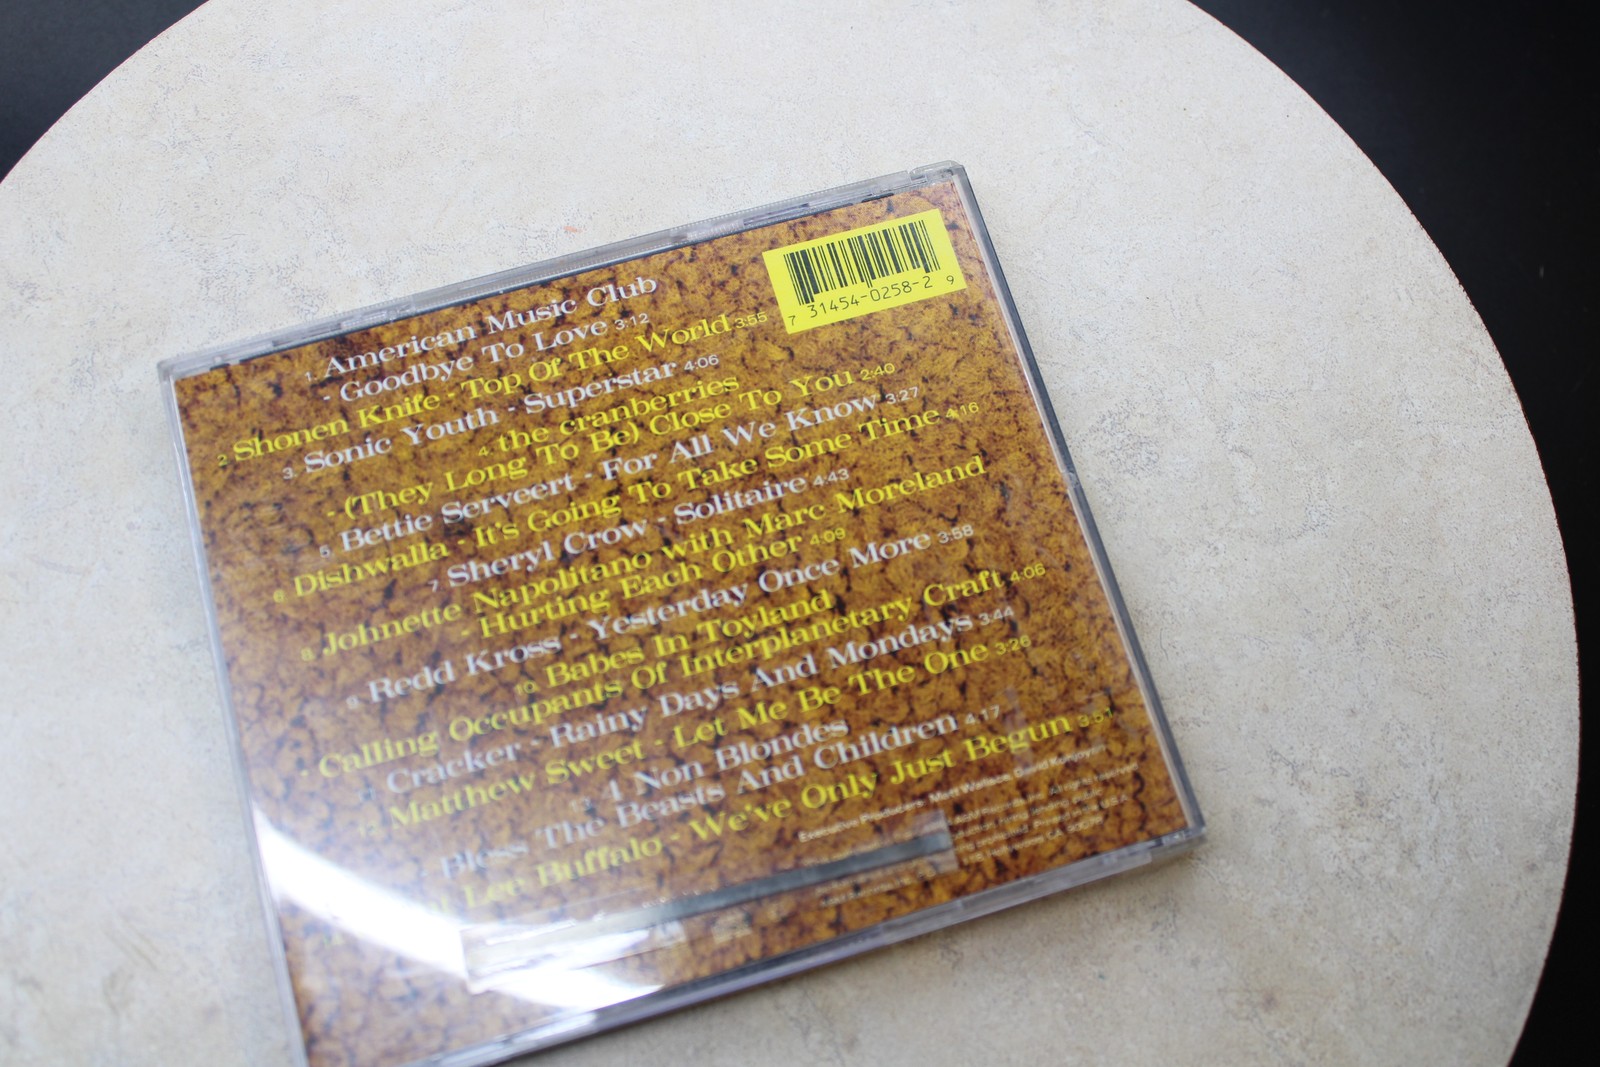 1. American Music Club
- Goodbye To Love 3:12
2. Shonen Knife - Top Of The World 3:55
3. Sonic Youth - Superstar 4:06
4. the cranberries
- (They Long To Be) Close To You 2:40
5 Bettie Serveert - For All We Know 3:27
6 Dishwalla - It's Going To Take Some Time 4:16
7 Sheryl Crow - Solitaire 4:43
8 Johnette Napolitano with Marc Moreland
- Hurting Each Other 4:09
9 Redd Kross - Yesterday Once More 3:58
10 Babes In Toyland
- Calling Occupants Of Interplanetary Craft 4:06
Cracker - Rainy Days And Mondays 3:44
12 Matthew Sweet - Let Me Be The One 3:26
13 4 Non Blondes
- Bless The Beasts And Children 4:17
Lee Buffalo - We've Only Just Begun 3:51
Executive Producers: Matt Wallace, David
7 31454-0258-2 9